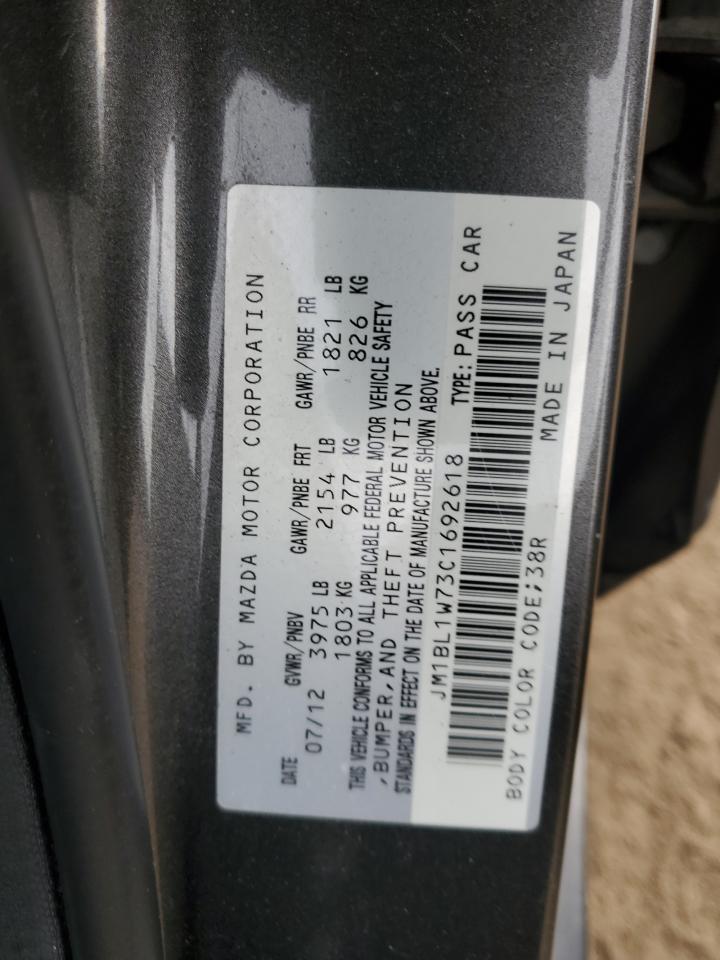 MFD. BY MAZDA MOTOR CORPORATION
DATE GVWR/PNBV GAWR/PNBE FRT GAWR/PNBE RR
07/12 3975 LB 2154 LB 1821 LB
1803 KG 977 KG 826 KG
THIS VEHICLE CONFORMS TO ALL APPLICABLE FEDERAL MOTOR VEHICLE SAFETY
,BUMPER,AND THEFT PREVENTION
STANDARDS IN EFFECT ON THE DATE OF MANUFACTURE SHOWN ABOVE.
JM1BL1W73C1692618 TYPE:PASS CAR
BODY COLOR CODE;38R MADE IN JAPAN